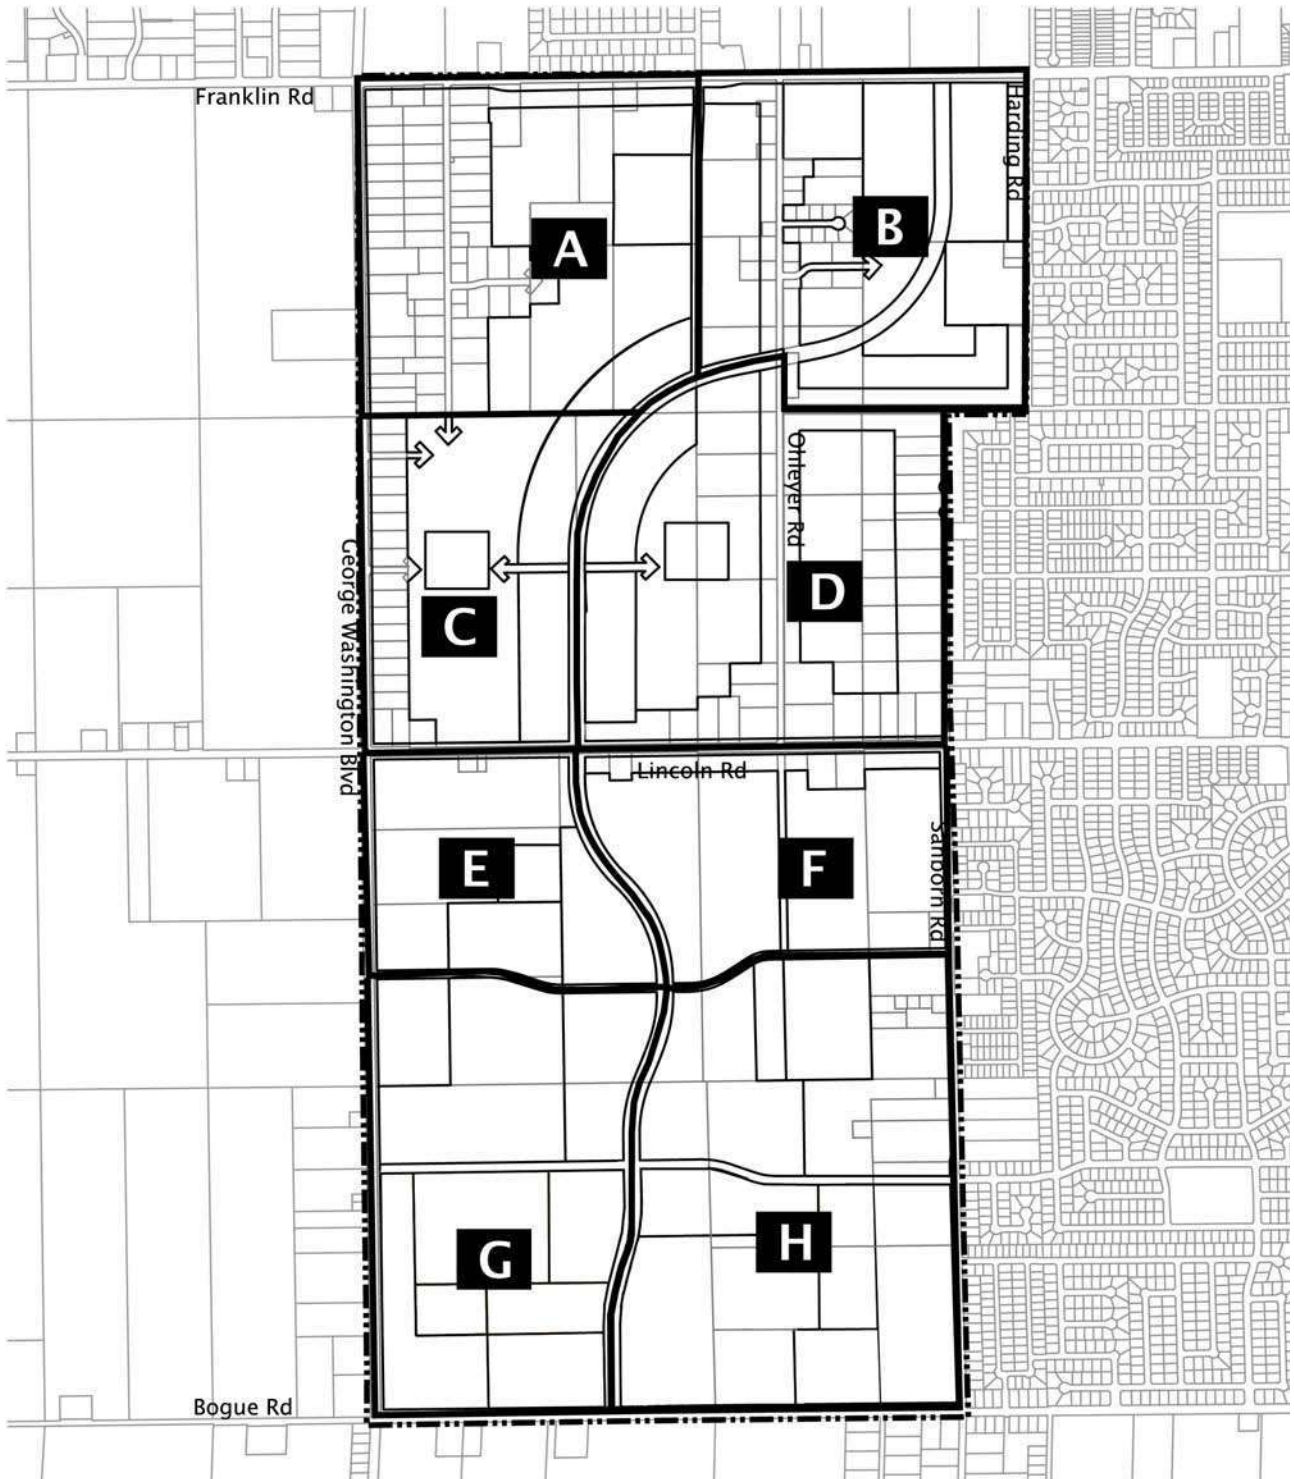 Franklin Rd
Harding Rd
B
A
Ohleyer Rd
George Washington Blvd
D
C
Lincoln Rd
Sanborn Rd
E
F
H
G
Bogue Rd